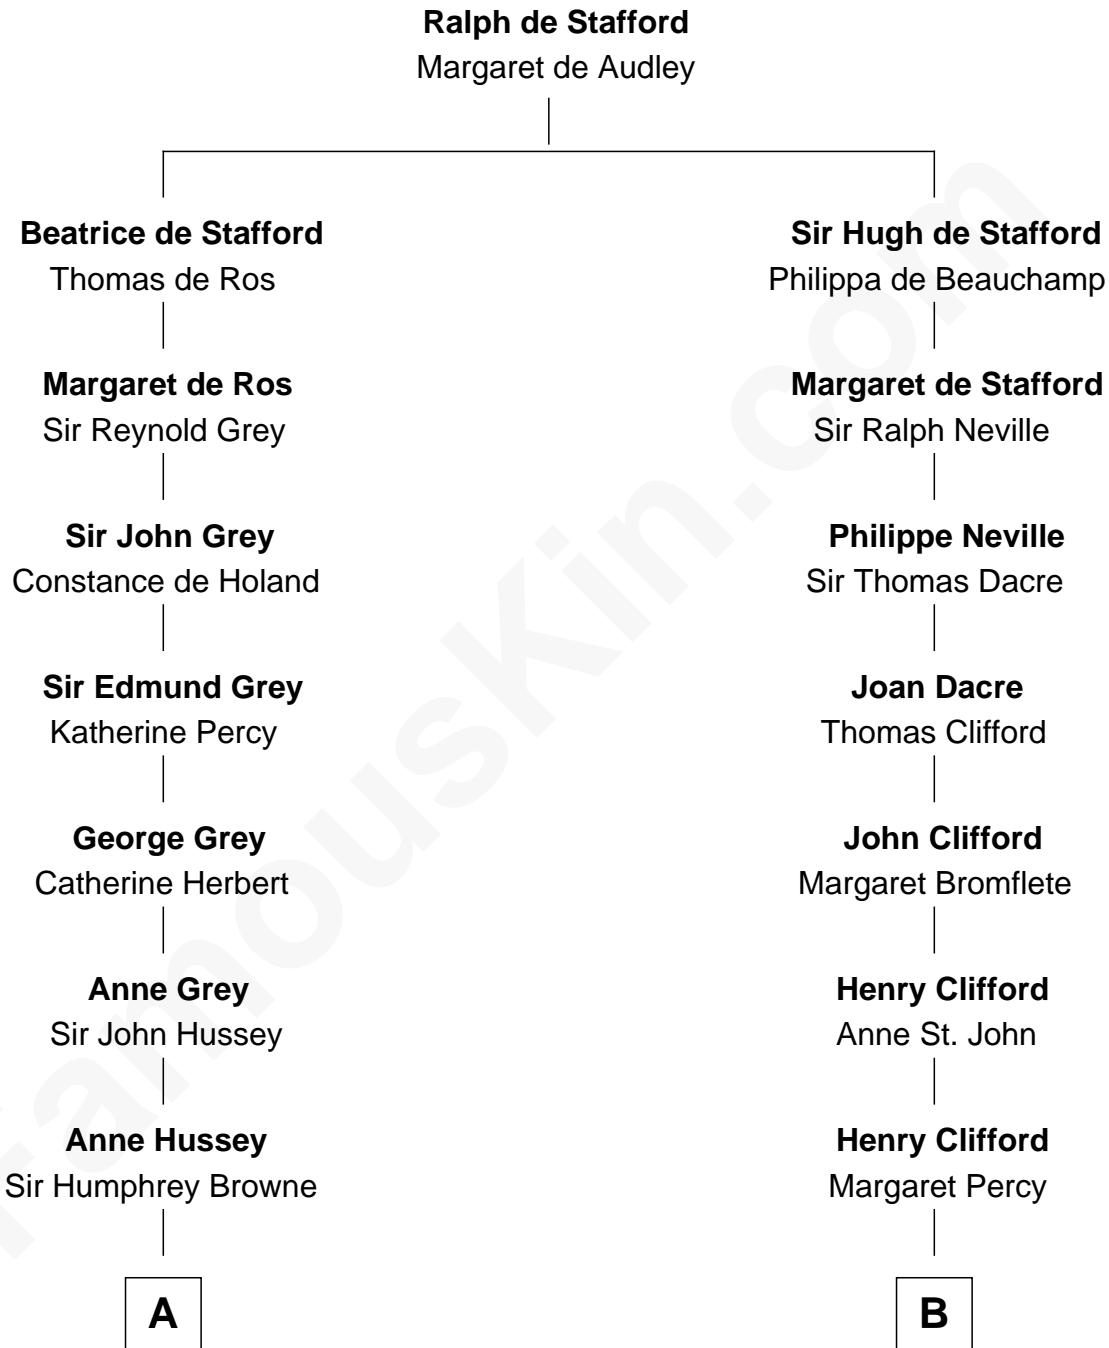 Ralph de Stafford
Margaret de Audley
Beatrice de Stafford
Thomas de Ros
Sir Hugh de Stafford
Philippa de Beauchamp
Margaret de Ros
Sir Reynold Grey
Margaret de Stafford
Sir Ralph Neville
Sir John Grey
Constance de Holand
Philippe Neville
Sir Thomas Dacre
Sir Edmund Grey
Katherine Percy
Joan Dacre
Thomas Clifford
George Grey
Catherine Herbert
John Clifford
Margaret Bromflete
Anne Grey
Sir John Hussey
Henry Clifford
Anne St. John
Anne Hussey
Sir Humphrey Browne
Henry Clifford
Margaret Percy
A
B
FamousKin.com